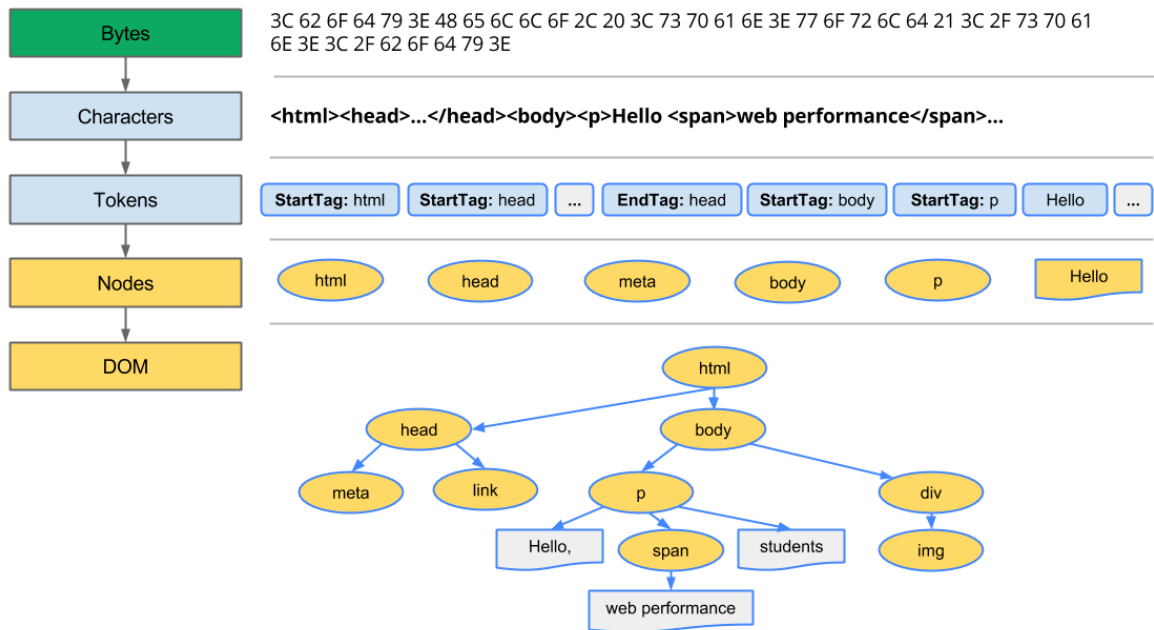 Bytes
3C 62 6F 64 79 3E 48 65 6C 6C 6F 2C 20 3C 73 70 61 6E 3E 77 6F 72 6C 64 21 3C 2F 73 70 61
6E 3E 3C 2F 62 6F 64 79 3E
Characters
<html><head>...</head><body><p>Hello <span>web performance</span>...
Tokens
StartTag: html StartTag: head ... EndTag: head StartTag: body StartTag: p Hello ...
Nodes
html head meta body p Hello
DOM
html
head body
meta link p div
Hello, span students img
web performance